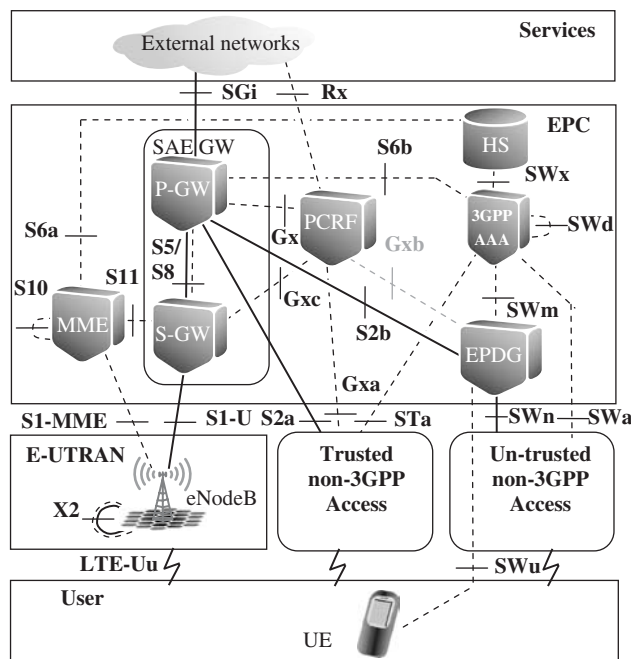 Services
External networks
SGi
Rx
EPC
SAE GW
S6b
HS
SWx
P-GW
PCRF
3GPP
AAA
SWd
S6a
Gx
Gxb
S5/
S8
S10
S11
Gxc
MME
S-GW
S2b
SWm
EPDG
Gxa
S1-MME
S1-U
S2a
STa
SWn
SWa
E-UTRAN
eNodeB
X2
Trusted
non-3GPP
Access
Un-trusted
non-3GPP
Access
LTE-Uu
SWu
User
UE